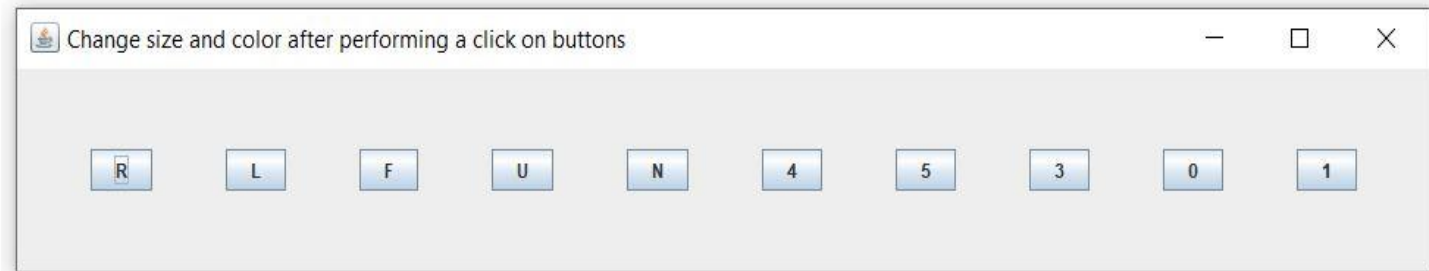 Change size and color after performing a click on buttons
R L F U N 4 5 3 0 1